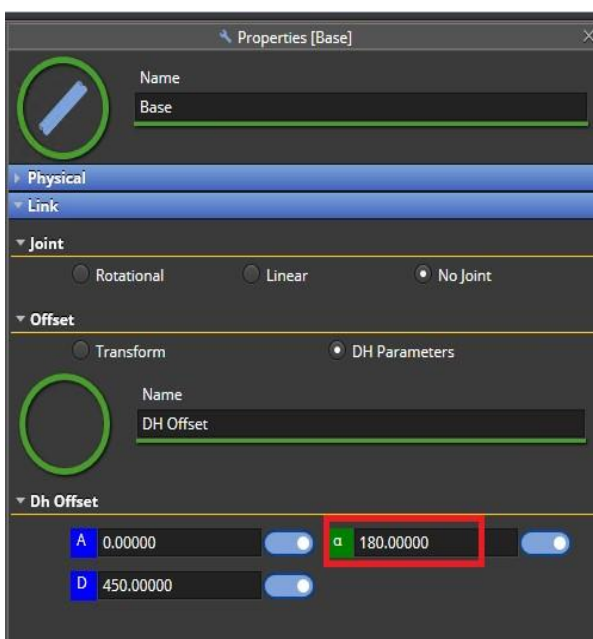 Properties [Base]
Name
Base
Physical
Link
Joint
Rotational Linear No Joint
Offset
Transform DH Parameters
Name
DH Offset
Dh Offset
A 0.00000 α 180.00000
D 450.00000